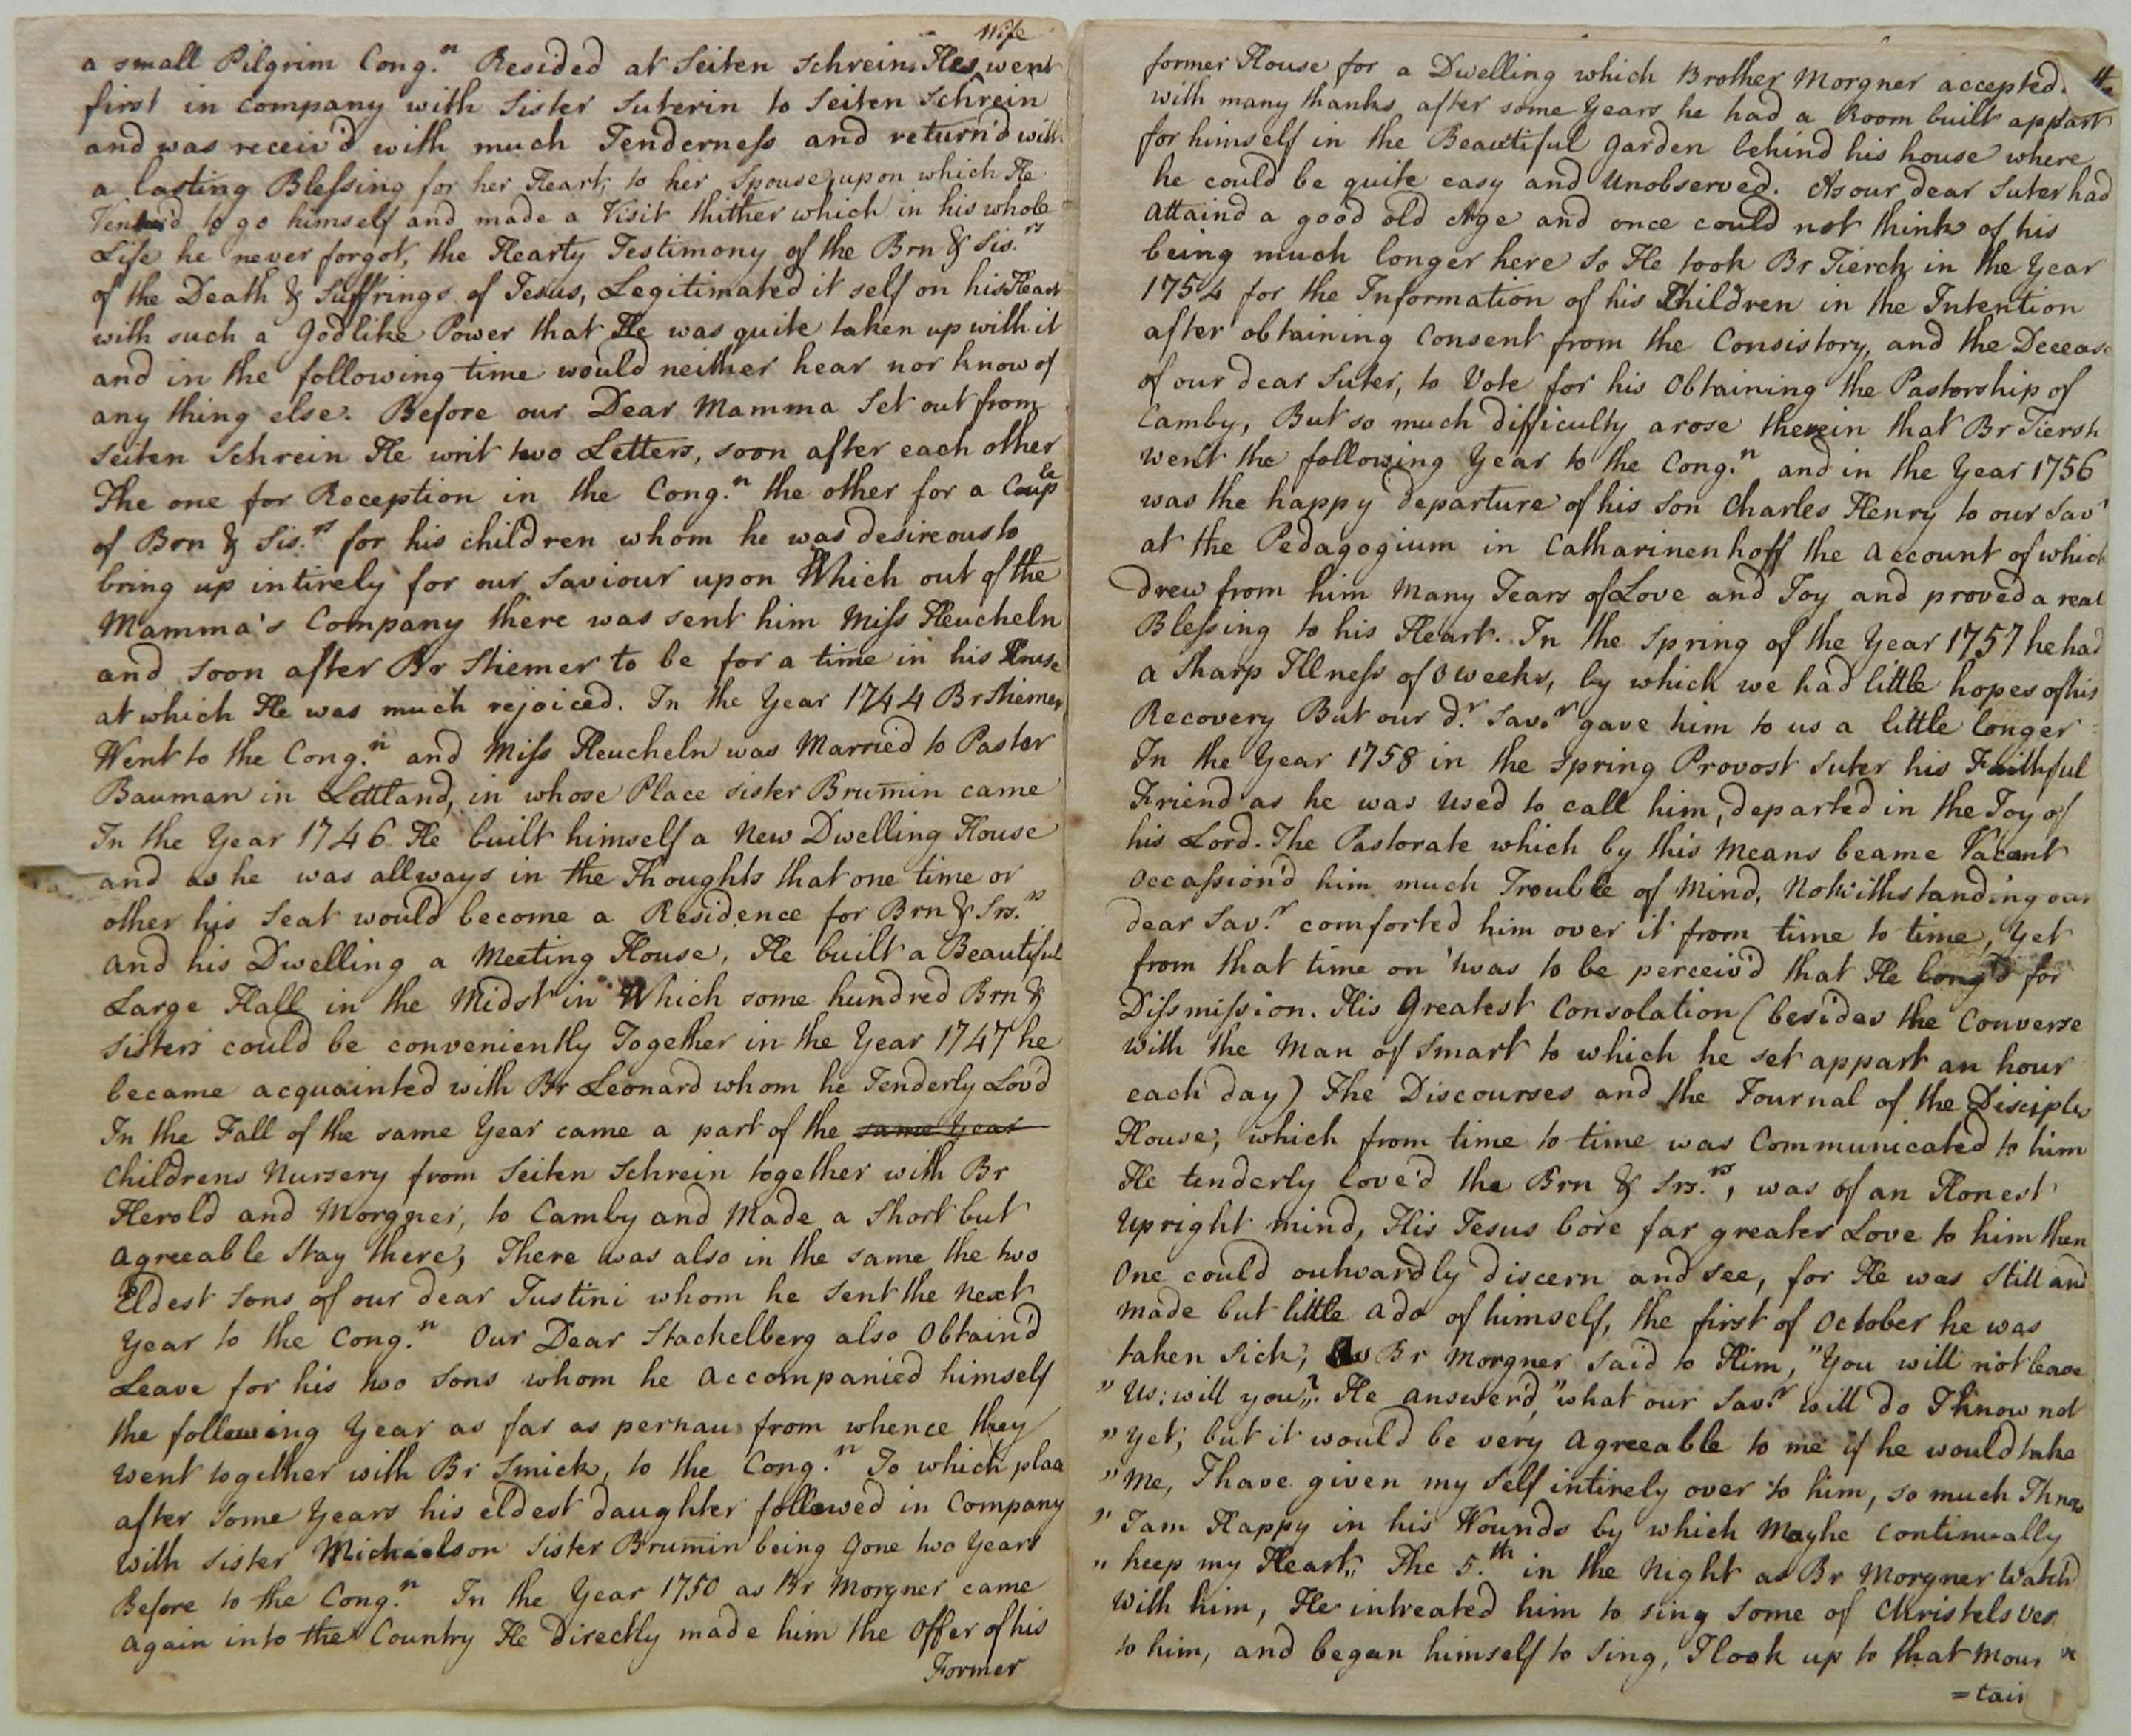 Wife
a small Pilgrim Cong.n Resided at Seiten Schrein. Hes went
first in company with Sister Suterin to Seiten Schrein
and was receiv'd with much Tenderness and return'd with
a lasting Blessing for her Heart, to her Spouse, upon which He
Ventur'd to go himself and made a Visit thither which in his whole
Life he never forgot, the Hearty Testimony of the Brn & Sis.rs
of the Death & Suffrings of Jesus, Legitimated it self on his Heart
with such a Godlike Power that He was quite taken up with it
and in the following time would neither hear nor know of
any thing else. Before our Dear Mamma Set out from
Seiten Schrein He writ two Letters, soon after each other
The one for Reception in the Cong.n the other for a Coup le
of Brn & Sis.rs for his children whom he was desireous to
bring up intirely for our Saviour upon Which out of the
Mamma's Company there was sent him Miss Heucheln
and soon after Br Stiemer to be for a time in his House
at which He was much rejoiced. In the Year 1744 Br Stiemer
Went to the Cong.n and Miss Heucheln was Married to Pastor
Bauman in Lettland, in whose Place sister Brumin came
In the Year 1746 He built himself a New Dwelling House
and as he was allways in the Thoughts that one time or
other his Seat would become a Residence for Brn & Srs.rs
and his Dwelling a Meeting House, He built a Beautiful
Large Hall in the Midst in Which some hundred Brn &
Sisters could be conveniently Together in the Year 1747 he
became acquainted with Br Leonard whom he Tenderly Lov'd
In the Fall of the same Year came a part of the same Year
Childrens Nursery from Seiten Schrein together with Br
Herold and Morgner, to Camby and Made a Short but
agreeable Stay there, There was also in the same the two
Eldest Sons of our dear Justini whom he Sent the Next
Year to the Cong.n Our Dear Stackelberg also Obtain'd
Leave for his two Sons whom he accompanied himself
the following Year as far as pernau from whence they
went together with Br Smick, to the Cong.n To which place
after Some Years his eldest daughter followed in Company
with Sister Michaelson Sister Brumin being Gone two Years
Before to the Cong.n In the Year 1750 as Br Morgner came
again into the Country He Directly made him the Offer of his
Former
former House for a Dwelling which Brother Morgner accepted.
with many thanks after some Years he had a Room built appart
for himself in the Beautiful Garden behind his house where
he could be quite easy and Unobserved. As our dear Suter had
attaind a good old Age and once could not think of his
being much longer here So He took Br Tierch in the Year
1754 for the Information of his Children in the Intention
after obtaining Consent from the Consistory, and the Decease
of our dear Suter, to Vote for his Obtaining the Pastorship of
Camby, But so much difficulty arose therein that Br Tiersh
went the following Year to the Cong.n and in the Year 1756
was the happy departure of his Son Charles Henry to our Sav r
at the Pedagogium in Catharinenhoff the account of which
drew from him Many Tears of Love and Joy and proved a real
Blessing to his Heart. In the Spring of the Year 1757 he had
a Sharp Illness of 8 weeks, by which we had little hopes of his
Recovery But our d.r Sav.r gave him to us a little longer
In the Year 1758 in the Spring Provost Suter his Faithful
Friend as he was Used to call him, departed in the Joy of
his Lord. The Pastorate which by this Means beame Vacant
occassion'd him much Trouble of Mind, Nokwithstanding our
dear Sav.r comforted him over it from time to time, Yet
from that time on 'twas to be perceiv'd that He long'd for
Dissmission. His Greatest Consolation (besides the Converse
with the Man of Smart to which he set appart an hour
each day) The Discourses and the Journal of the Disciples
House, which from time to time was Communicated to him
He tenderly love'd the Brn & Srs.rs, was of an Honest
Upright mind, His Jesus bore far greater Love to him then
One could outwardly discern and see, for He was Still and
made but little ado of himself, the first of October he was
taken sick, As Br Morgner said to Him, "You will not leave
" Us: will you,,? He answer'd, "what our Sav.r will do I know not
" Yet, but it would be very agreeable to me if he would take
" Me, I have given my Self intirely over to him, so much I know
" I am Happy in his Wounds by which May he continually
" keep my Heart,, The 5.th in the Night as Br Morgner Watch'd
With him, He intreated him to sing Some of Christels Ves.
to him, and began himself to Sing, I look up to that Moun
=tain